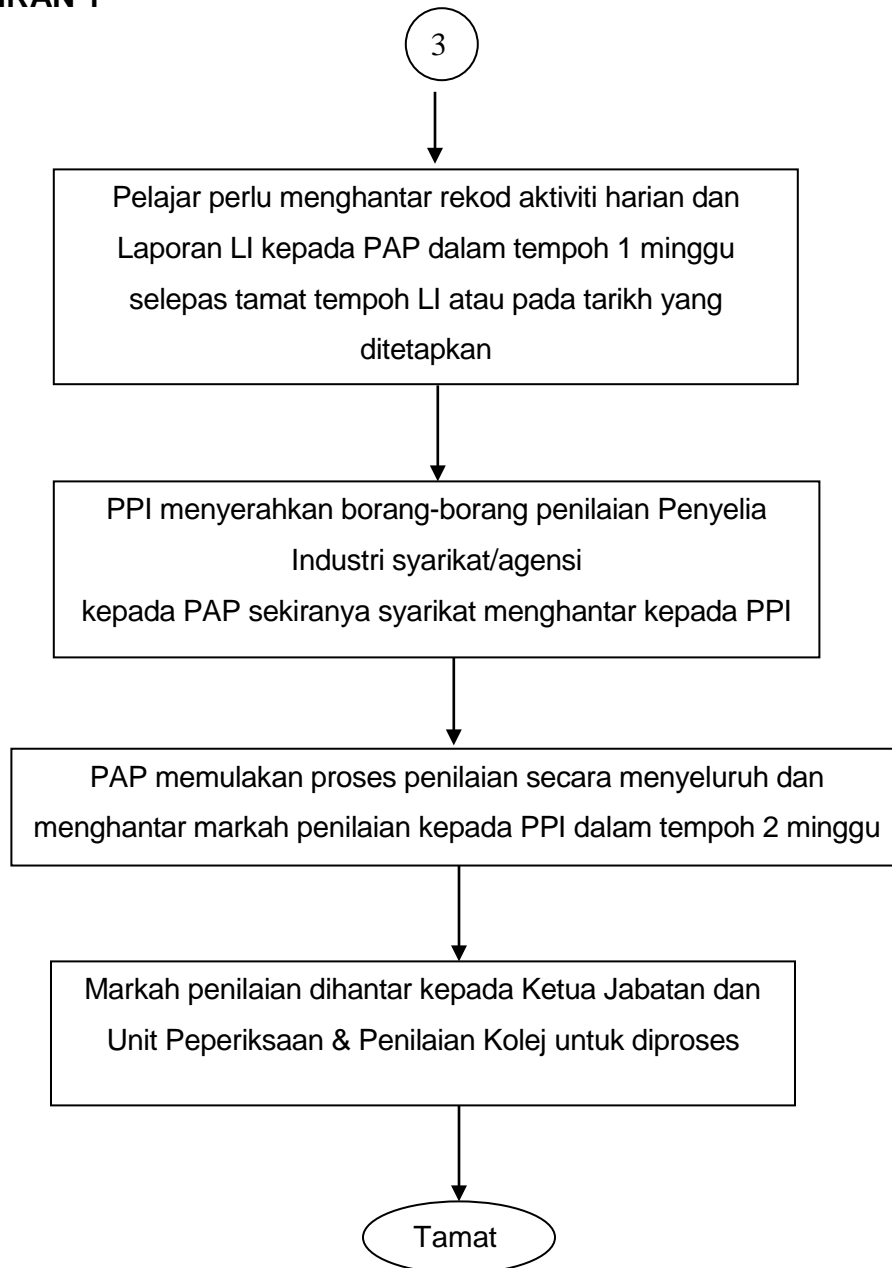 3
Pelajar perlu menghantar rekod aktiviti harian dan
Laporan LI kepada PAP dalam tempoh 1 minggu
selepas tamat tempoh LI atau pada tarikh yang
ditetapkan
PPI menyerahkan borang-borang penilaian Penyelia
Industri syarikat/agensi
kepada PAP sekiranya syarikat menghantar kepada PPI
PAP memulakan proses penilaian secara menyeluruh dan
menghantar markah penilaian kepada PPI dalam tempoh 2 minggu
Markah penilaian dihantar kepada Ketua Jabatan dan
Unit Peperiksaan & Penilaian Kolej untuk diproses
Tamat